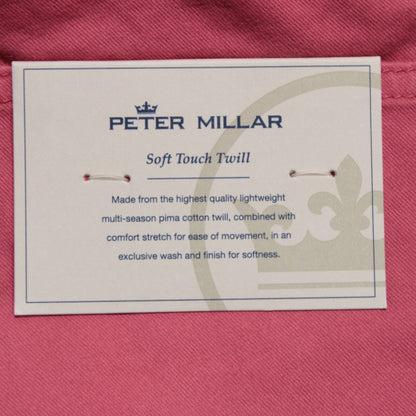 PETER MILLAR
Soft Touch Twill
Made from the highest quality lightweight
multi-season pima cotton twill, combined with
comfort stretch for ease of movement, in an
exclusive wash and finish for softness.